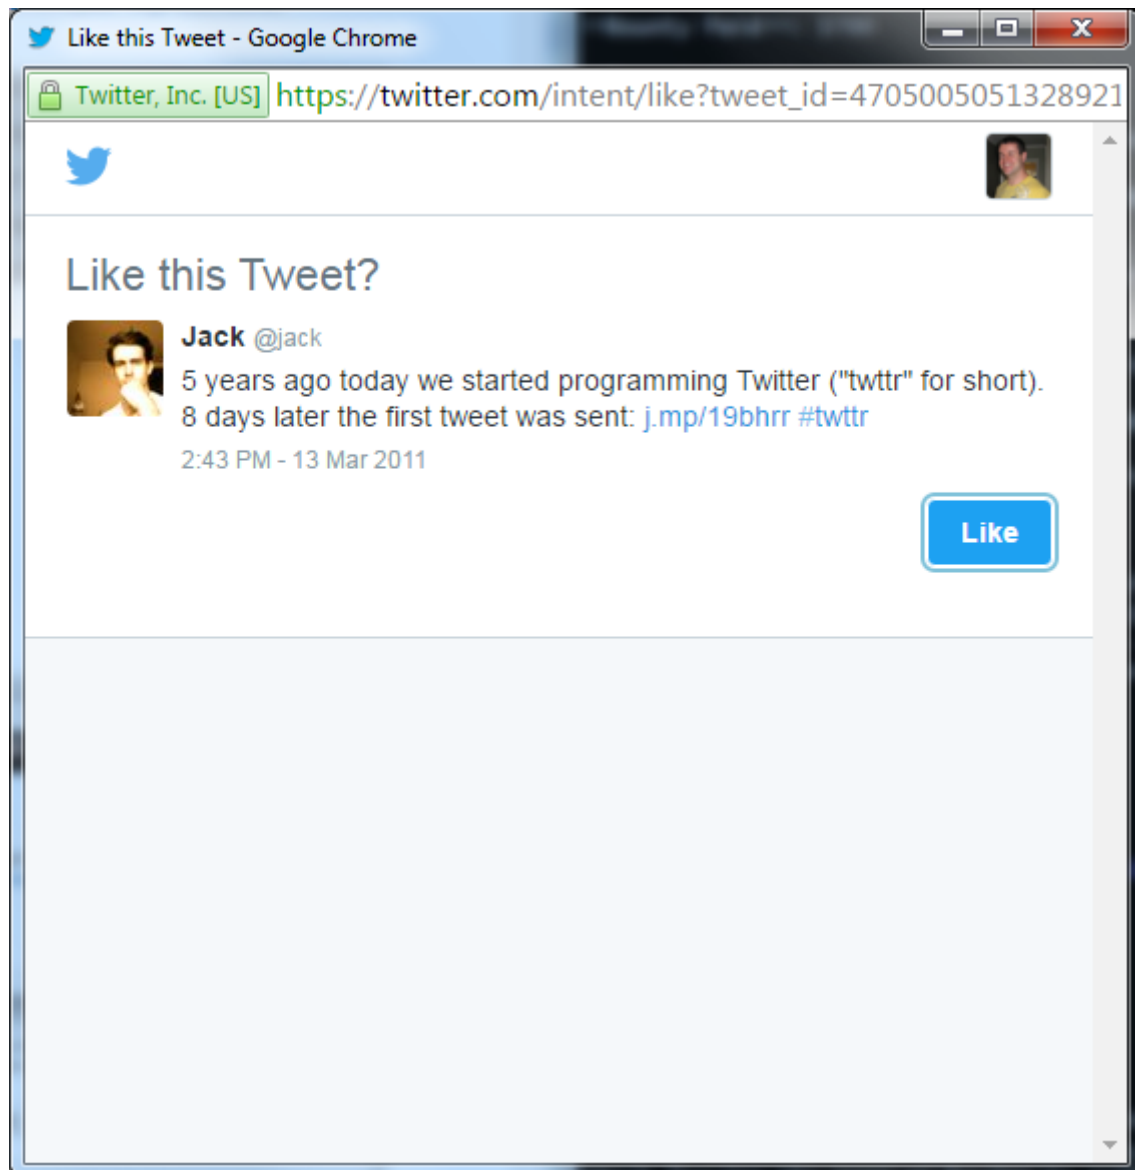 Like this Tweet - Google Chrome
Twitter, Inc. [US] https://twitter.com/intent/like?tweet_id=4705005051328921
Like this Tweet?
Jack @jack
5 years ago today we started programming Twitter ("twttr" for short).
8 days later the first tweet was sent: j.mp/19bhrr #twttr
2:43 PM - 13 Mar 2011
Like